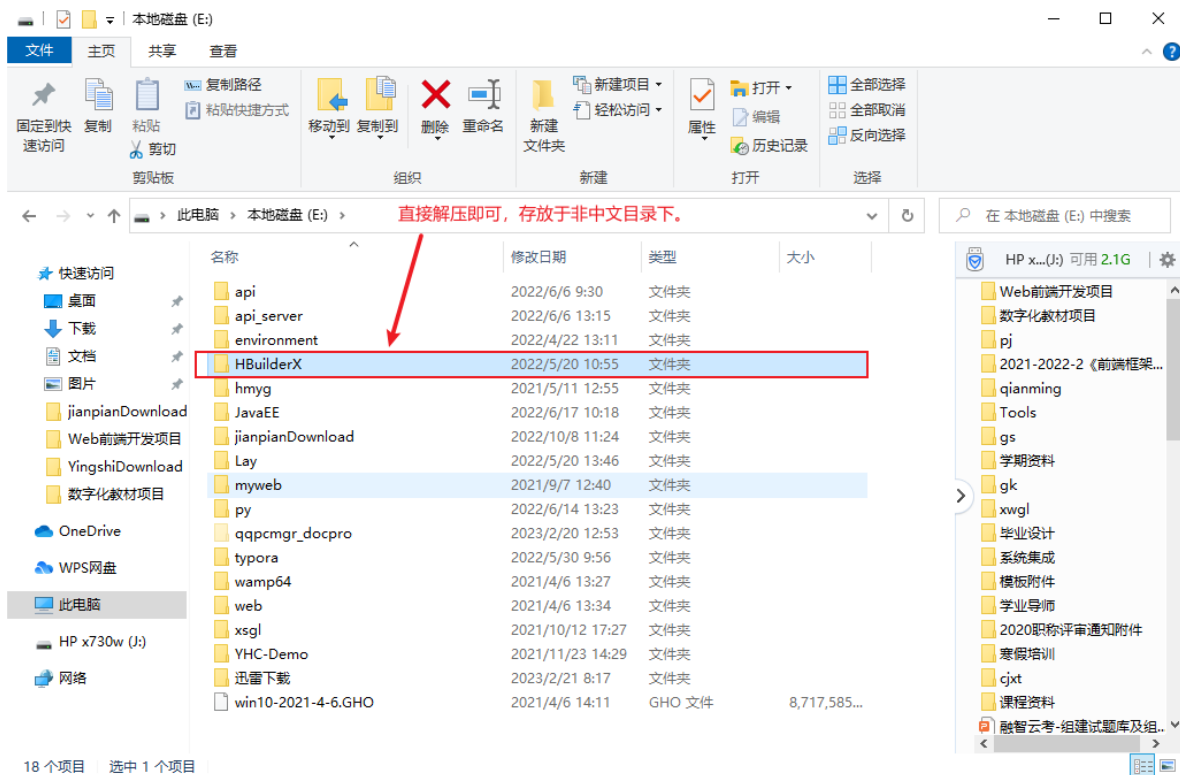 本地磁盘 (E:)
文件 主页 共享 查看
固定到快速访问
复制
粘贴
复制路径
粘贴快捷方式
剪切
剪贴板
移动到
复制到
删除
重命名
组织
新建文件夹
新建项目
轻松访问
新建
属性
打开
编辑
历史记录
打开
全部选择
全部取消
反向选择
选择
此电脑 > 本地磁盘 (E:) >
直接解压即可，存放于非中文目录下。
在 本地磁盘 (E:) 中搜索
快速访问
桌面
下载
文档
图片
jianpianDownload
Web前端开发项目
YingshiDownload
数字化教材项目
OneDrive
WPS网盘
此电脑
HP x730w (J:)
网络
名称 修改日期 类型 大小
api 2022/6/6 9:30 文件夹
api_server 2022/6/6 13:15 文件夹
environment 2022/4/22 13:11 文件夹
HBuilderX 2022/5/20 10:55 文件夹
hmyg 2021/5/11 12:55 文件夹
JavaEE 2022/6/17 10:18 文件夹
jianpianDownload 2022/10/8 11:24 文件夹
Lay 2022/5/20 13:46 文件夹
myweb 2021/9/7 12:40 文件夹
py 2022/6/14 13:23 文件夹
qqpcmgr_docpro 2023/2/20 12:53 文件夹
typora 2022/5/30 9:56 文件夹
wamp64 2021/4/6 13:27 文件夹
web 2021/4/6 13:34 文件夹
xsgl 2021/10/12 17:27 文件夹
YHC-Demo 2021/11/23 14:29 文件夹
迅雷下载 2023/2/21 8:17 文件夹
win10-2021-4-6.GHO 2021/4/6 14:11 GHO 文件 8,717,585...
HP x...(J:) 可用 2.1G
Web前端开发项目
数字化教材项目
pj
2021-2022-2《前端框架...
qianming
Tools
gs
学期资料
gk
xwgl
毕业设计
系统集成
模板附件
学业导师
2020职称评审通知附件
寒假培训
cjxt
课程资料
融智云考-组建试题库及组...
18 个项目 选中 1 个项目